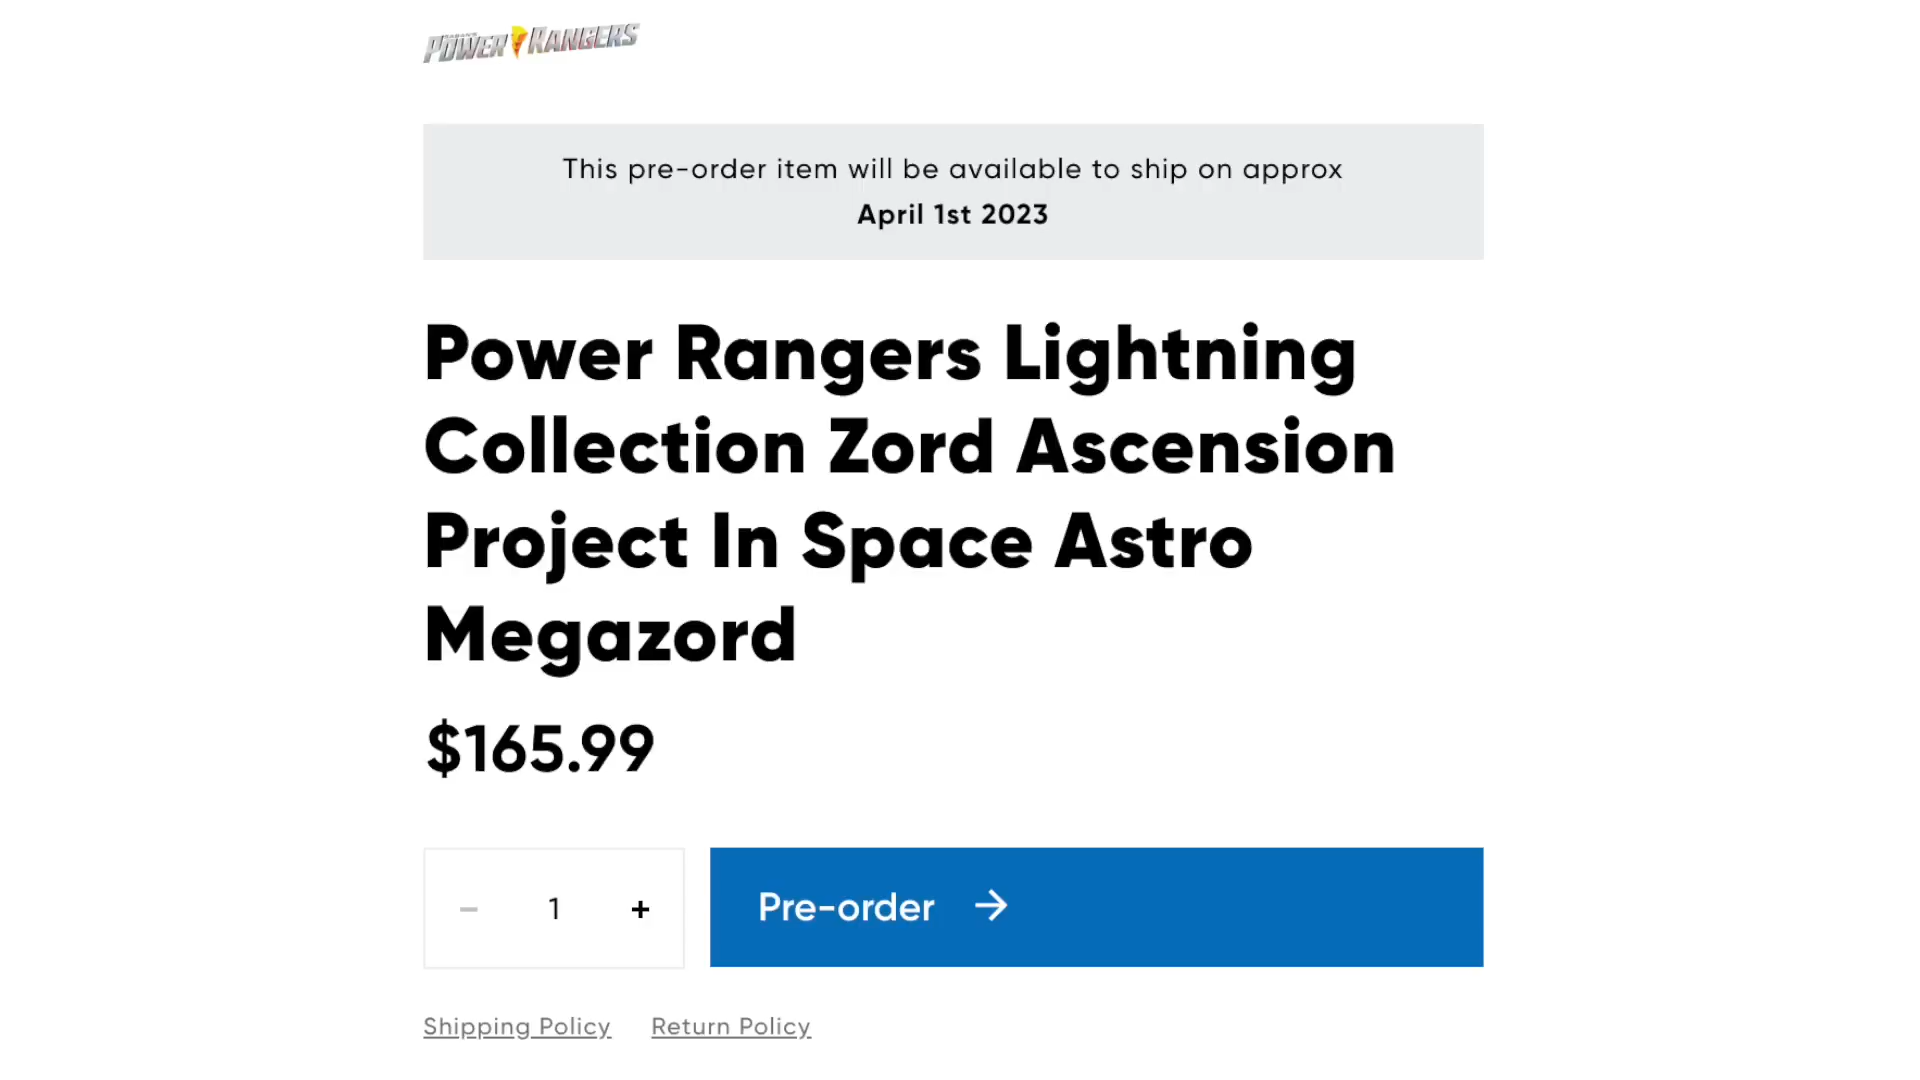 POWER RANGERS
This pre-order item will be available to ship on approx
April 1st 2023
Power Rangers Lightning
Collection Zord Ascension
Project In Space Astro
Megazord
$165.99
− 1 + Pre-order →
Shipping Policy Return Policy